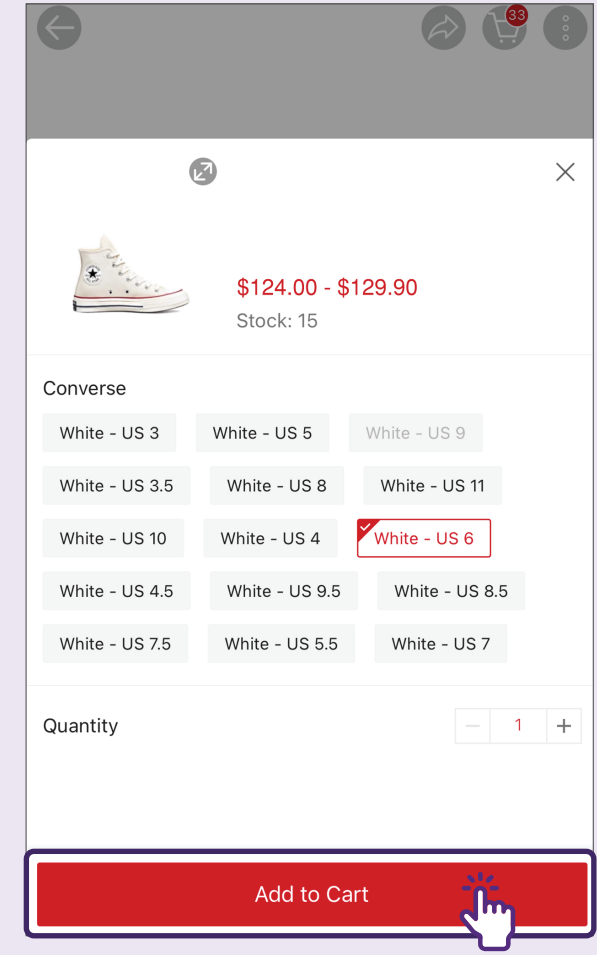 33
$124.00 - $129.90
Stock: 15
Converse
White - US 3 White - US 5 White - US 9
White - US 3.5 White - US 8 White - US 11
White - US 10 White - US 4 White - US 6
White - US 4.5 White - US 9.5 White - US 8.5
White - US 7.5 White - US 5.5 White - US 7
Quantity 1
Add to Cart